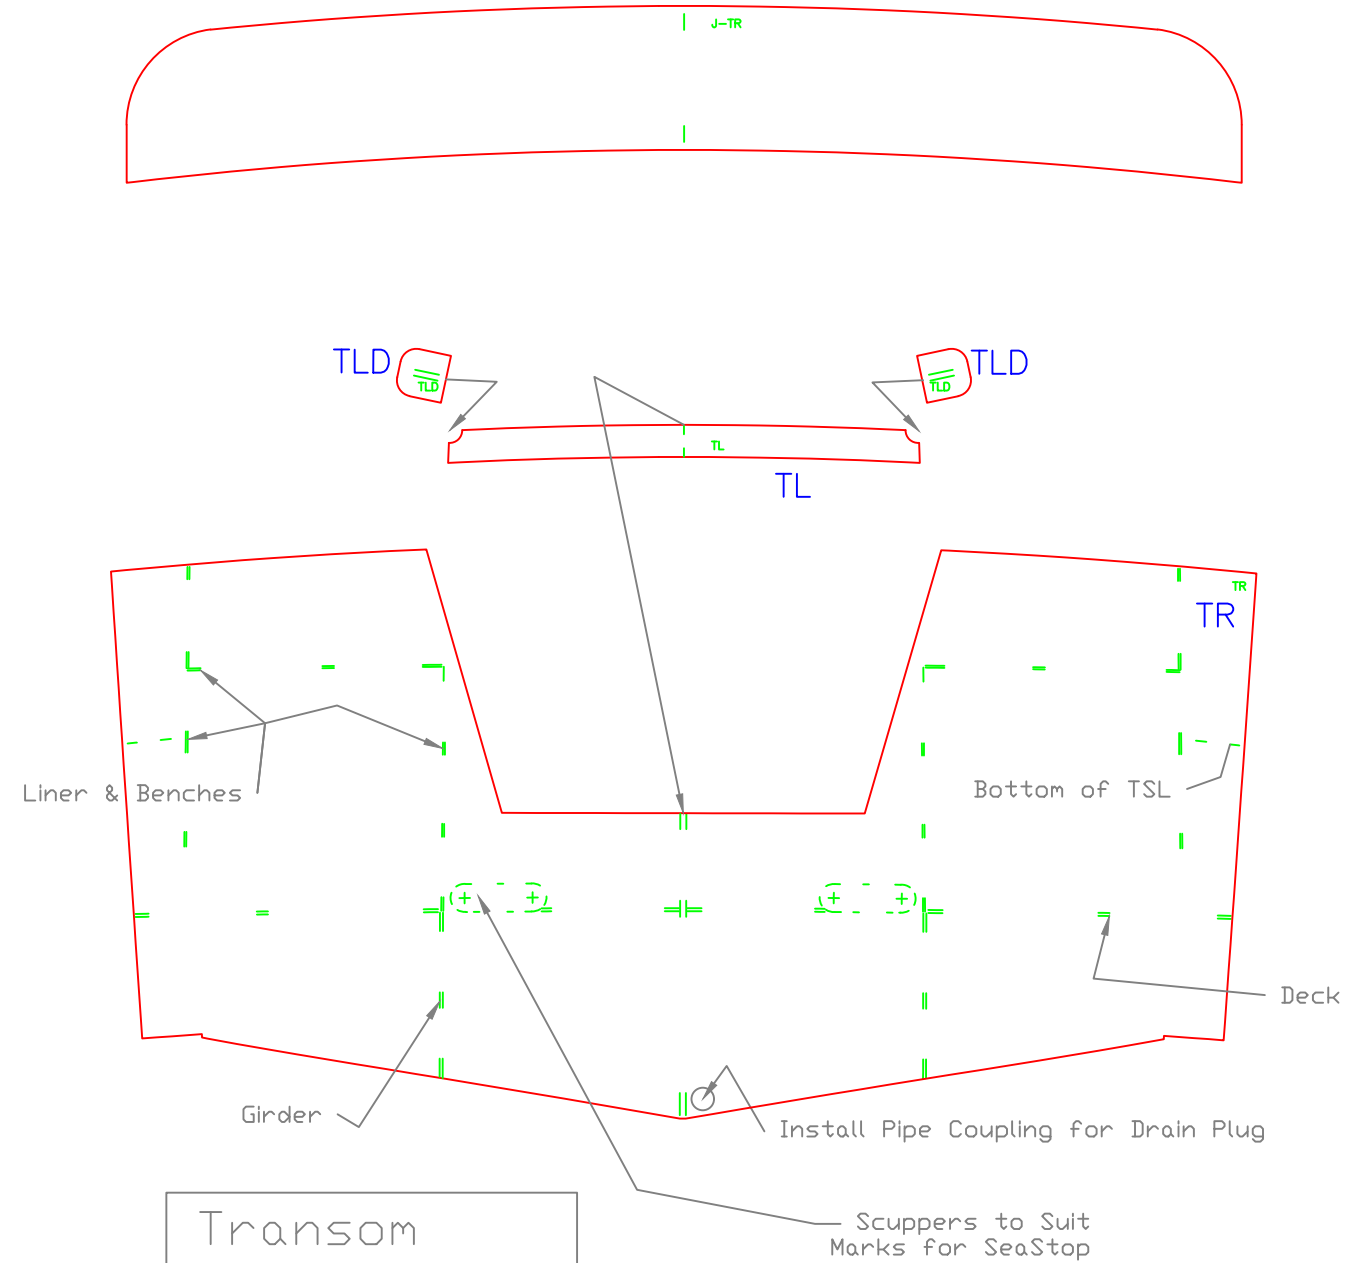 J-TR
TLD
TLD
TLD
TLD
TL
TL
TR
TR
Liner & Benches
Bottom of TSL
Deck
Girder
Install Pipe Coupling for Drain Plug
Transom
Scuppers to Suit
Marks for SeaStop